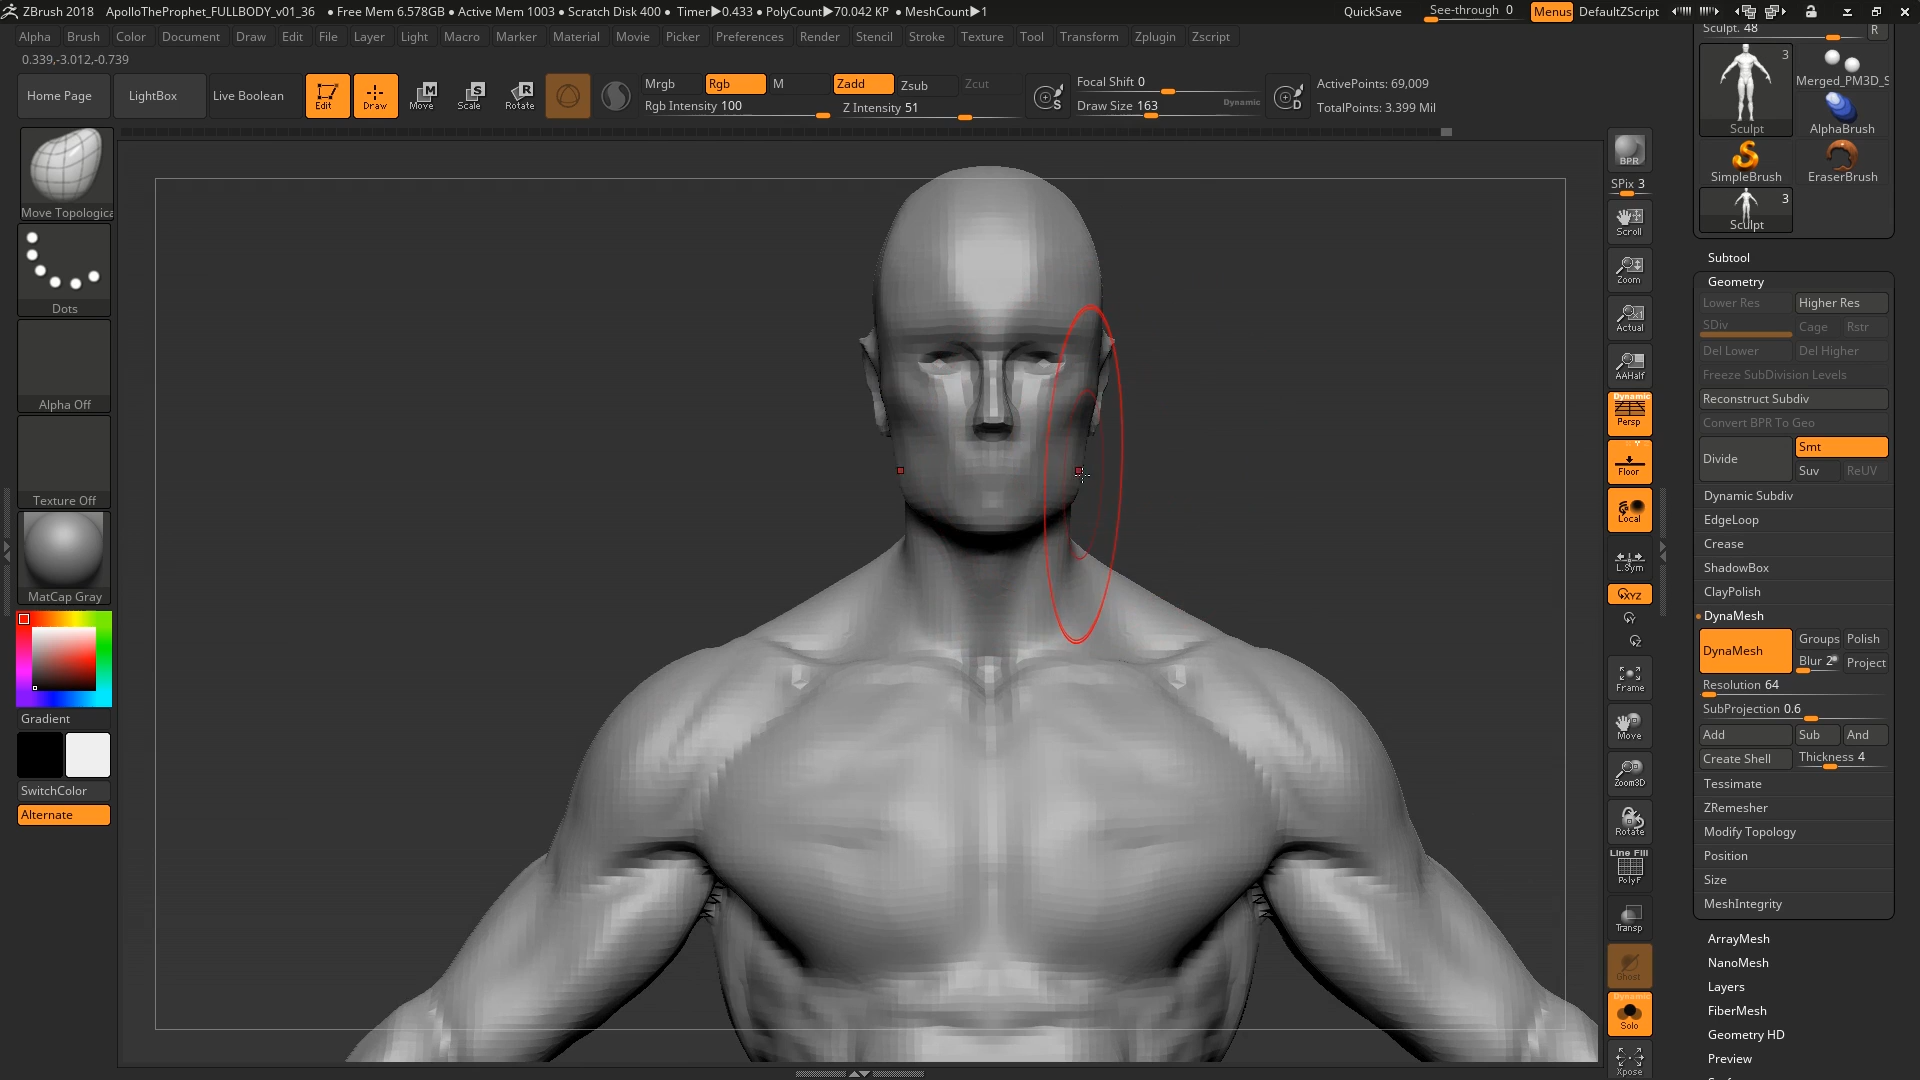 ZBrush 2018 ApolloTheProphet_FULLBODY_v01_36 • Free Mem 6.578GB • Active Mem 1003 • Scratch Disk 400 • Timer▶0.433 • PolyCount▶70.042 KP • MeshCount▶1 QuickSave See-through 0 Menus DefaultZScript
Alpha Brush Color Document Draw Edit File Layer Light Macro Marker Material Movie Picker Preferences Render Stencil Stroke Texture Tool Transform Zplugin Zscript
0.339,-3.012,-0.739
Home Page LightBox Live Boolean Edit Draw Move Scale Rotate
M S R
Mrgb Rgb M Zadd Zsub Zcut
Rgb Intensity 100 Z Intensity 51
S
Focal Shift 0
Draw Size 163 Dynamic
D
ActivePoints: 69,009
TotalPoints: 3.399 Mil
Move Topologica
Dots
Alpha Off
Texture Off
MatCap Gray
Gradient
SwitchColor
Alternate
BPR
SPix 3
Scroll
Zoom
Actual
AAHalf
Dynamic
Persp
Floor
Local
L.Sym
XYZ
Y
Z
Frame
Move
Zoom3D
Rotate
Line Fill
PolyF
Transp
Ghost
Dynamic
Solo
Xpose
Sculpt. 48 R
3
Sculpt
Merged_PM3D_S
AlphaBrush
SimpleBrush
EraserBrush
3
Sculpt
Subtool
Geometry
Lower Res Higher Res
SDiv Cage Rstr
Del Lower Del Higher
Freeze SubDivision Levels
Reconstruct Subdiv
Convert BPR To Geo
Divide Smt
Suv ReUV
Dynamic Subdiv
EdgeLoop
Crease
ShadowBox
ClayPolish
DynaMesh
DynaMesh Groups Polish
Blur 2 Project
Resolution 64
SubProjection 0.6
Add Sub And
Create Shell Thickness 4
Tessimate
ZRemesher
Modify Topology
Position
Size
MeshIntegrity
ArrayMesh
NanoMesh
Layers
FiberMesh
Geometry HD
Preview